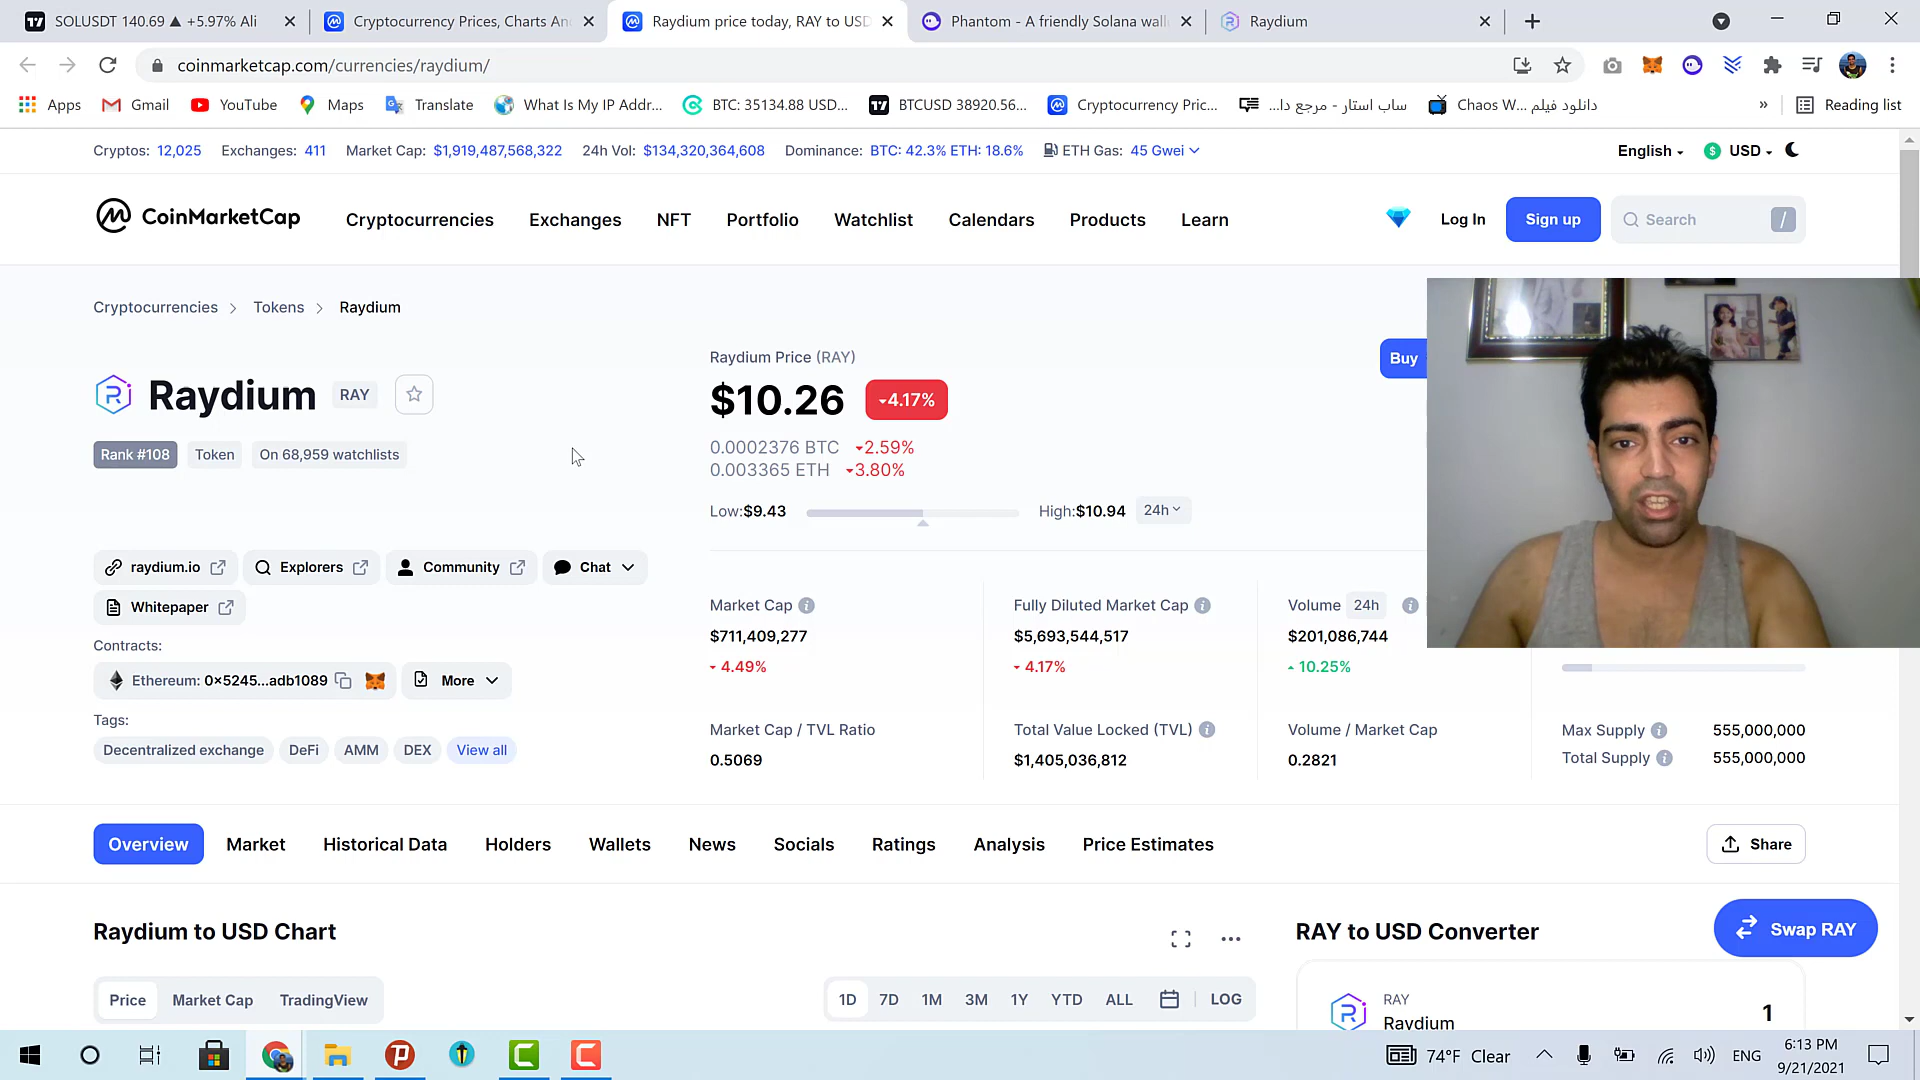 SOLUSDT 140.69 ▲ +5.97% Ali
Cryptocurrency Prices, Charts An
Raydium price today, RAY to USD
Phantom - A friendly Solana wall
Raydium
coinmarketcap.com/currencies/raydium/
Apps
Gmail
YouTube
Maps
Translate
What Is My IP Addr...
BTC: 35134.88 USD...
BTCUSD 38920.56...
Cryptocurrency Pric...
ساب استار - مرجع دا...
دانلود فیلم Chaos W...
»
Reading list
Cryptos: 12,025 Exchanges: 411 Market Cap: $1,919,487,568,322 24h Vol: $134,320,364,608 Dominance: BTC: 42.3% ETH: 18.6% ETH Gas: 45 Gwei
English
USD
CoinMarketCap
Cryptocurrencies Exchanges NFT Portfolio Watchlist Calendars Products Learn
Log In
Sign up
Search /
Cryptocurrencies > Tokens > Raydium
Raydium RAY
Rank #108 Token On 68,959 watchlists
Raydium Price (RAY)
$10.26 4.17%
0.0002376 BTC 2.59%
0.003365 ETH 3.80%
Low:$9.43 High:$10.94 24h
Buy
raydium.io Explorers Community Chat
Whitepaper
Contracts:
Ethereum: 0x5245...adb1089 More
Tags:
Decentralized exchange DeFi AMM DEX View all
Market Cap
$711,409,277
4.49%
Fully Diluted Market Cap
$5,693,544,517
4.17%
Volume 24h
$201,086,744
10.25%
Market Cap / TVL Ratio
0.5069
Total Value Locked (TVL)
$1,405,036,812
Volume / Market Cap
0.2821
Max Supply 555,000,000
Total Supply 555,000,000
Overview Market Historical Data Holders Wallets News Socials Ratings Analysis Price Estimates
Share
Raydium to USD Chart
Price Market Cap TradingView
1D 7D 1M 3M 1Y YTD ALL LOG
RAY to USD Converter
Swap RAY
RAY
Raydium
1
74°F Clear
ENG
6:13 PM
9/21/2021